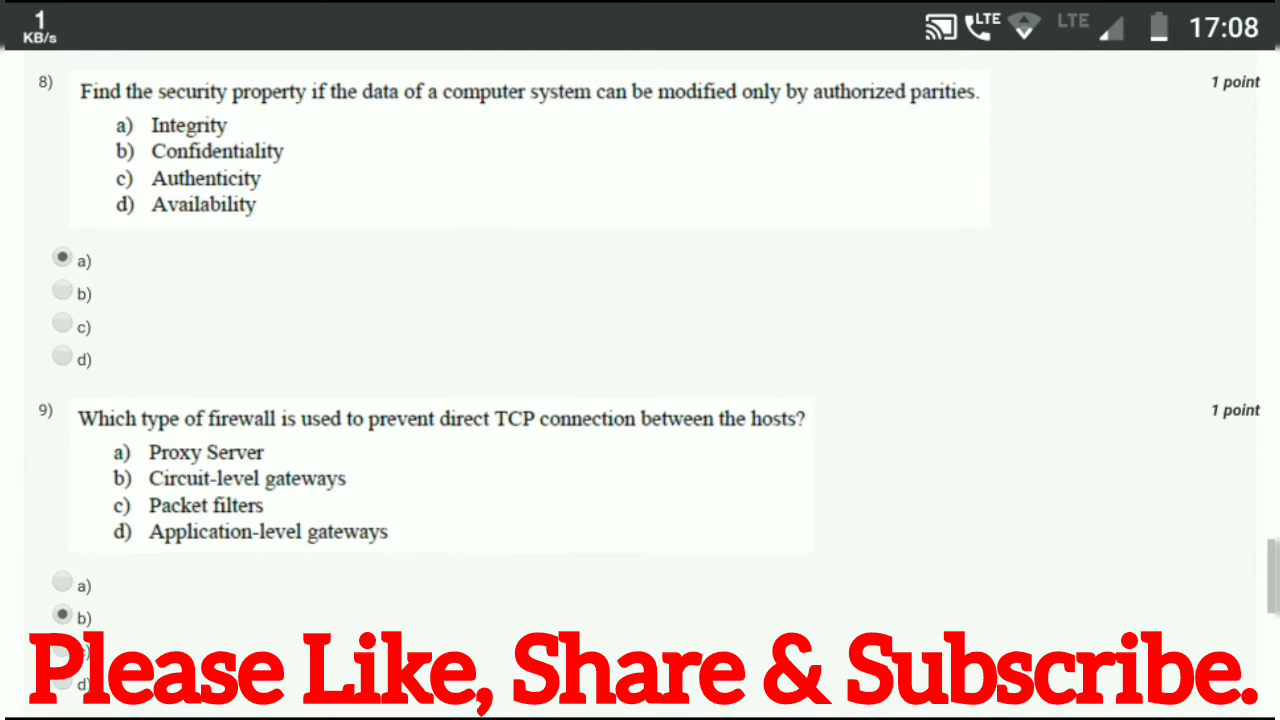 1
KB/s
LTE
LTE
17:08
8)
Find the security property if the data of a computer system can be modified only by authorized parities.
1 point
a) Integrity
b) Confidentiality
c) Authenticity
d) Availability
a)
b)
c)
d)
9)
Which type of firewall is used to prevent direct TCP connection between the hosts?
1 point
a) Proxy Server
b) Circuit-level gateways
c) Packet filters
d) Application-level gateways
a)
b)
d)
Please Like, Share & Subscribe.